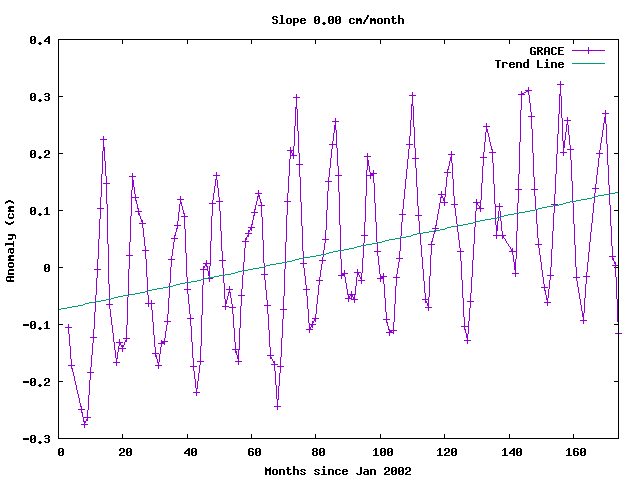 Slope 0.00 cm/month
GRACE
Trend Line
0.4
0.3
0.2
0.1
0
-0.1
-0.2
-0.3
Anomaly (cm)
0 20 40 60 80 100 120 140 160
Months since Jan 2002